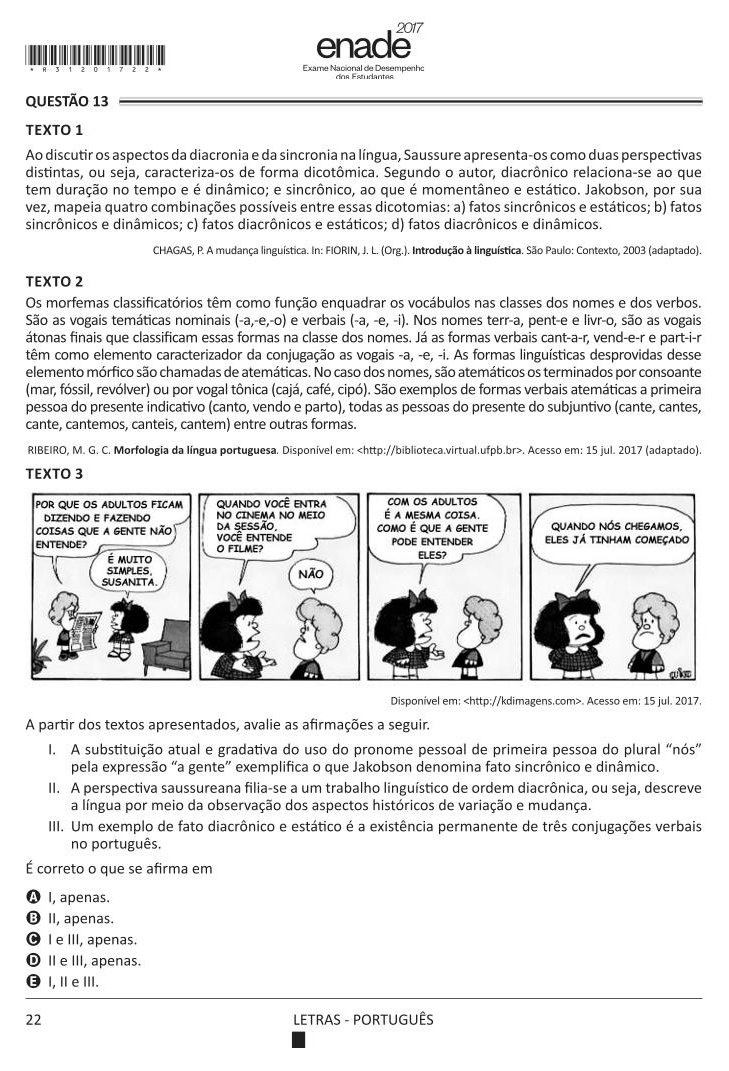 *R31201722*
2017
enade
Exame Nacional de Desempenho
dos Estudantes
QUESTÃO 13
TEXTO 1
Ao discutir os aspectos da diacronia e da sincronia na língua, Saussure apresenta-os como duas perspectivas
distintas, ou seja, caracteriza-os de forma dicotômica. Segundo o autor, diacrônico relaciona-se ao que
tem duração no tempo e é dinâmico; e sincrônico, ao que é momentâneo e estático. Jakobson, por sua
vez, mapeia quatro combinações possíveis entre essas dicotomias: a) fatos sincrônicos e estáticos; b) fatos
sincrônicos e dinâmicos; c) fatos diacrônicos e estáticos; d) fatos diacrônicos e dinâmicos.
CHAGAS, P. A mudança linguística. In: FIORIN, J. L. (Org.). Introdução à linguística. São Paulo: Contexto, 2003 (adaptado).
TEXTO 2
Os morfemas classificatórios têm como função enquadrar os vocábulos nas classes dos nomes e dos verbos.
São as vogais temáticas nominais (-a,-e,-o) e verbais (-a, -e, -i). Nos nomes terr-a, pent-e e livr-o, são as vogais
átonas finais que classificam essas formas na classe dos nomes. Já as formas verbais cant-a-r, vend-e-r e part-i-r
têm como elemento caracterizador da conjugação as vogais -a, -e, -i. As formas linguísticas desprovidas desse
elemento mórfico são chamadas de atemáticas. No caso dos nomes, são atemáticos os terminados por consoante
(mar, fóssil, revólver) ou por vogal tônica (cajá, café, cipó). São exemplos de formas verbais atemáticas a primeira
pessoa do presente indicativo (canto, vendo e parto), todas as pessoas do presente do subjuntivo (cante, cantes,
cante, cantemos, canteis, cantem) entre outras formas.
RIBEIRO, M. G. C. Morfologia da língua portuguesa. Disponível em: <http://biblioteca.virtual.ufpb.br>. Acesso em: 15 jul. 2017 (adaptado).
TEXTO 3
POR QUE OS ADULTOS FICAM
DIZENDO E FAZENDO
COISAS QUE A GENTE NÃO
ENTENDE?
É MUITO
SIMPLES,
SUSANITA.
QUANDO VOCÊ ENTRA
NO CINEMA NO MEIO
DA SESSÃO,
VOCÊ ENTENDE
O FILME?
NÃO
COM OS ADULTOS
É A MESMA COISA.
COMO É QUE A GENTE
PODE ENTENDER
ELES?
QUANDO NÓS CHEGAMOS,
ELES JÁ TINHAM COMEÇADO
QUINO
Disponível em: <http://kdimagens.com>. Acesso em: 15 jul. 2017.
A partir dos textos apresentados, avalie as afirmações a seguir.
I. A substituição atual e gradativa do uso do pronome pessoal de primeira pessoa do plural “nós”
pela expressão “a gente” exemplifica o que Jakobson denomina fato sincrônico e dinâmico.
II. A perspectiva saussureana filia-se a um trabalho linguístico de ordem diacrônica, ou seja, descreve
a língua por meio da observação dos aspectos históricos de variação e mudança.
III. Um exemplo de fato diacrônico e estático é a existência permanente de três conjugações verbais
no português.
É correto o que se afirma em
A I, apenas.
B II, apenas.
C I e III, apenas.
D II e III, apenas.
E I, II e III.
22
LETRAS - PORTUGUÊS